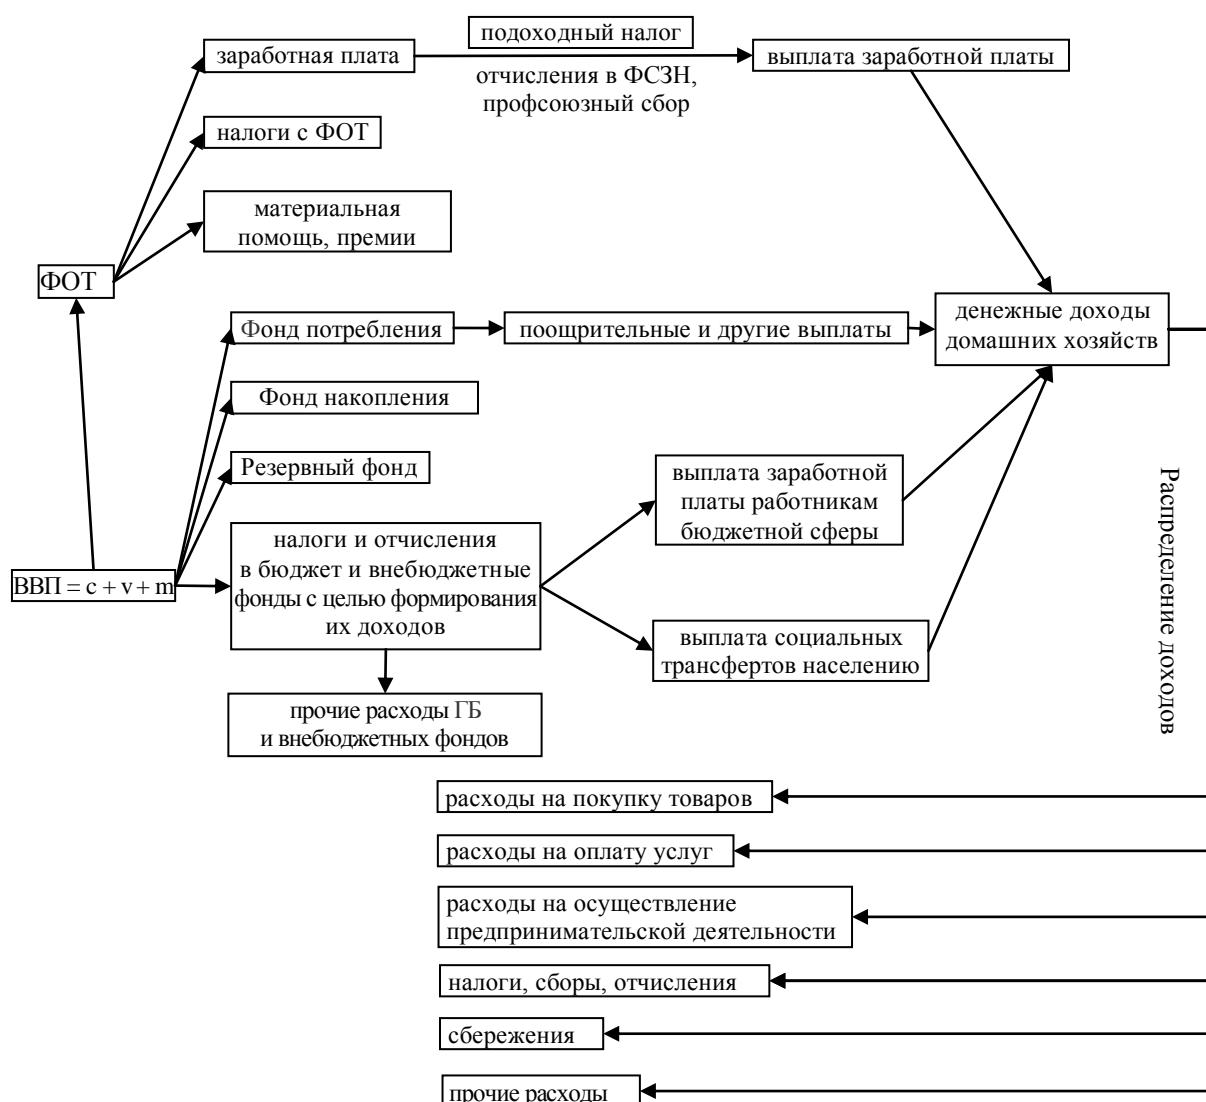 подоходный налог
заработная плата
выплата заработной платы
отчисления в ФСЗН,
профсоюзный сбор
налоги с ФОТ
материальная
помощь, премии
ФОТ
Фонд потребления
поощрительные и другие выплаты
денежные доходы
домашних хозяйств
Фонд накопления
Резервный фонд
выплата заработной
платы работникам
бюджетной сферы
Распределение доходов
ВВП = c + v + m
налоги и отчисления
в бюджет и внебюджетные
фонды с целью формирования
их доходов
выплата социальных
трансфертов населению
прочие расходы ГБ
и внебюджетных фондов
расходы на покупку товаров
расходы на оплату услуг
расходы на осуществление
предпринимательской деятельности
налоги, сборы, отчисления
сбережения
прочие расходы